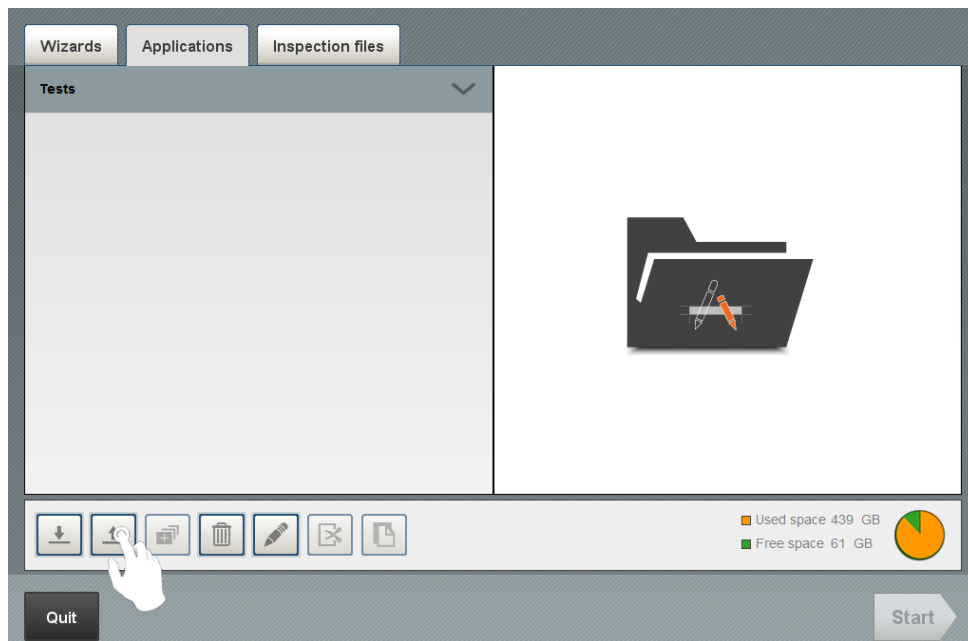 Wizards
Applications
Inspection files
Tests
Used space 439 GB
Free space 61 GB
Quit
Start